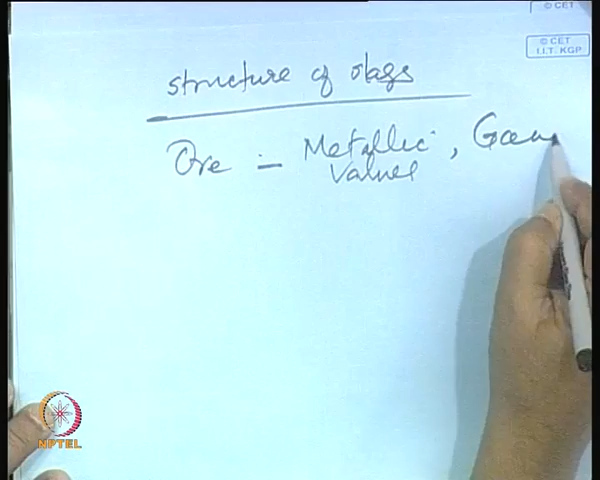 © CET
© CET
I.I.T. KGP
structure of slags
Ore – Metallic Values, Gan
NPTEL